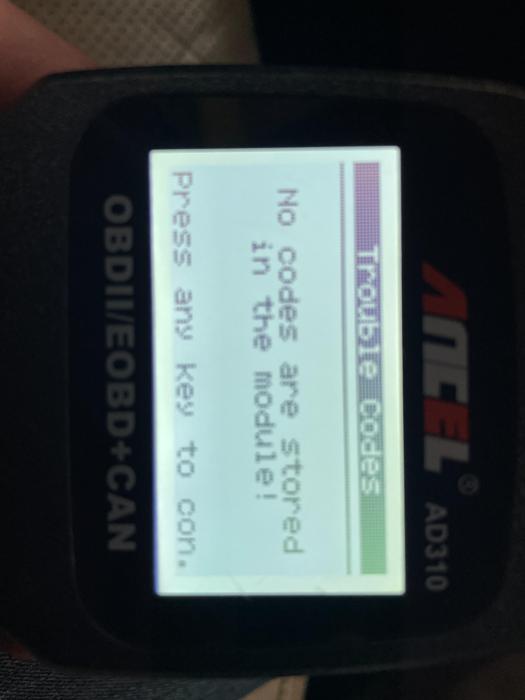 ANCEL® AD310
Trouble Codes
No codes are stored
in the module!
Press any key to con.
OBDII/EOBD+CAN